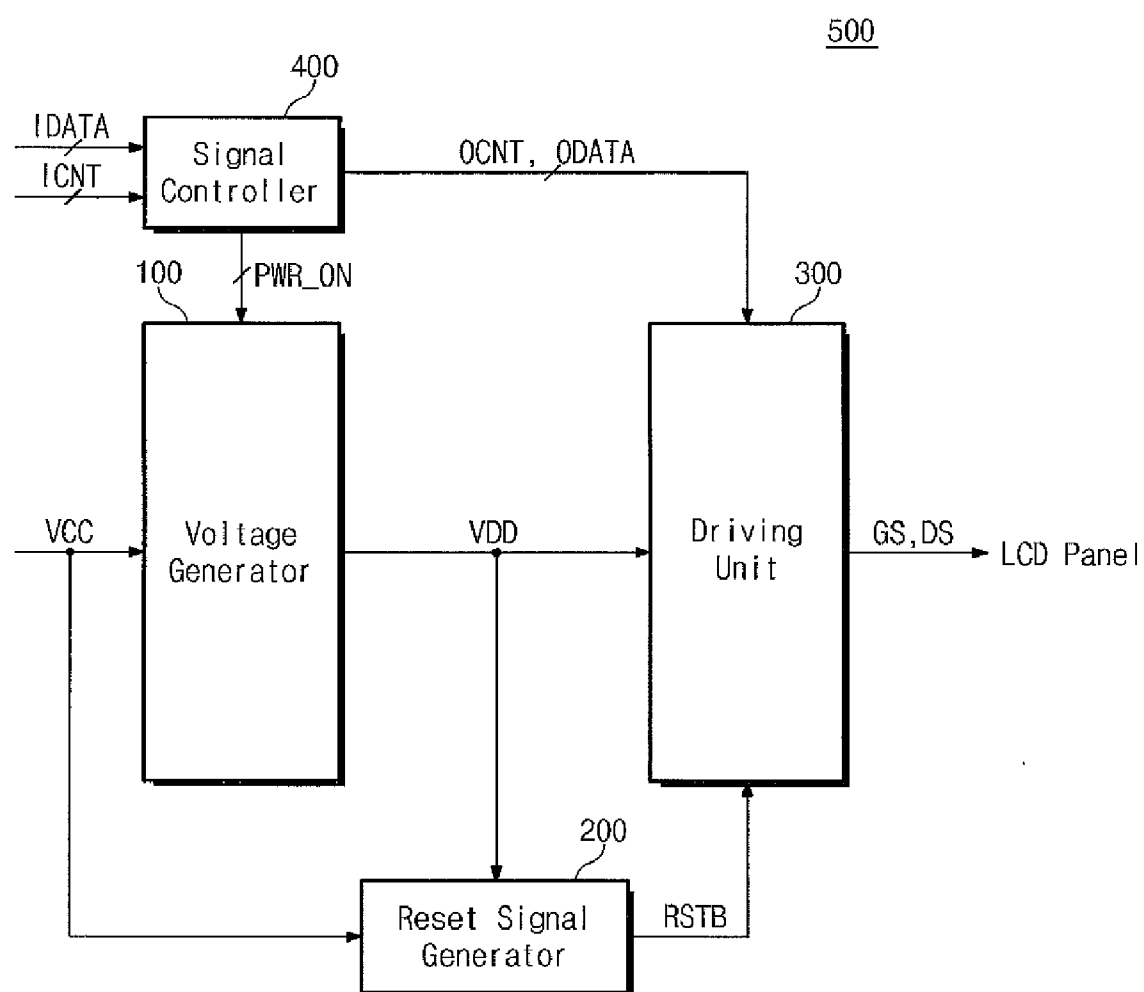 500
400
IDATA
ICNT
Signal
Controller
OCNT, ODATA
100
PWR_ON
300
VCC
Voltage
Generator
VDD
Driving
Unit
GS,DS
LCD Panel
200
Reset Signal
Generator
RSTB